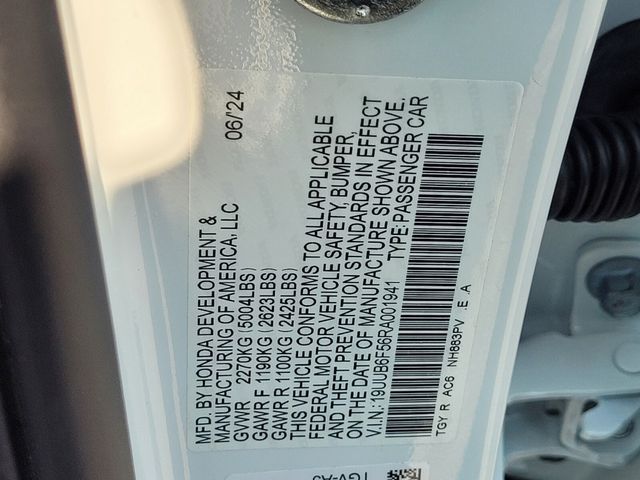 MFD. BY HONDA DEVELOPMENT &
MANUFACTURING OF AMERICA, LLC 06/'24
GVWR 2270KG (5004LBS)
GAWR F 1190KG (2623LBS)
GAWR R 1100KG (2425LBS)
THIS VEHICLE CONFORMS TO ALL APPLICABLE
FEDERAL MOTOR VEHICLE SAFETY, BUMPER,
AND THEFT PREVENTION STANDARDS IN EFFECT
ON THE DATE OF MANUFACTURE SHOWN ABOVE.
V.I.N.: 19UUB6F56RA001941 TYPE:PASSENGER CAR
TGY R AC6 NH883PV .E .A